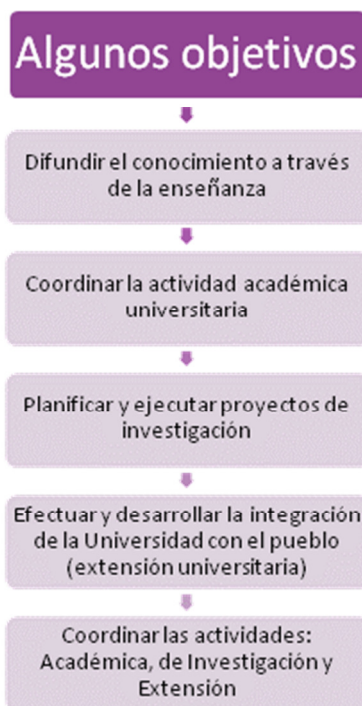 Algunos objetivos
Difundir el conocimiento a través
de la enseñanza
Coordinar la actividad académica
universitaria
Planificar y ejecutar proyectos de
investigación
Efectuar y desarrollar la integración
de la Universidad con el pueblo
(extensión universitaria)
Coordinar las actividades:
Académica, de Investigación y
Extensión